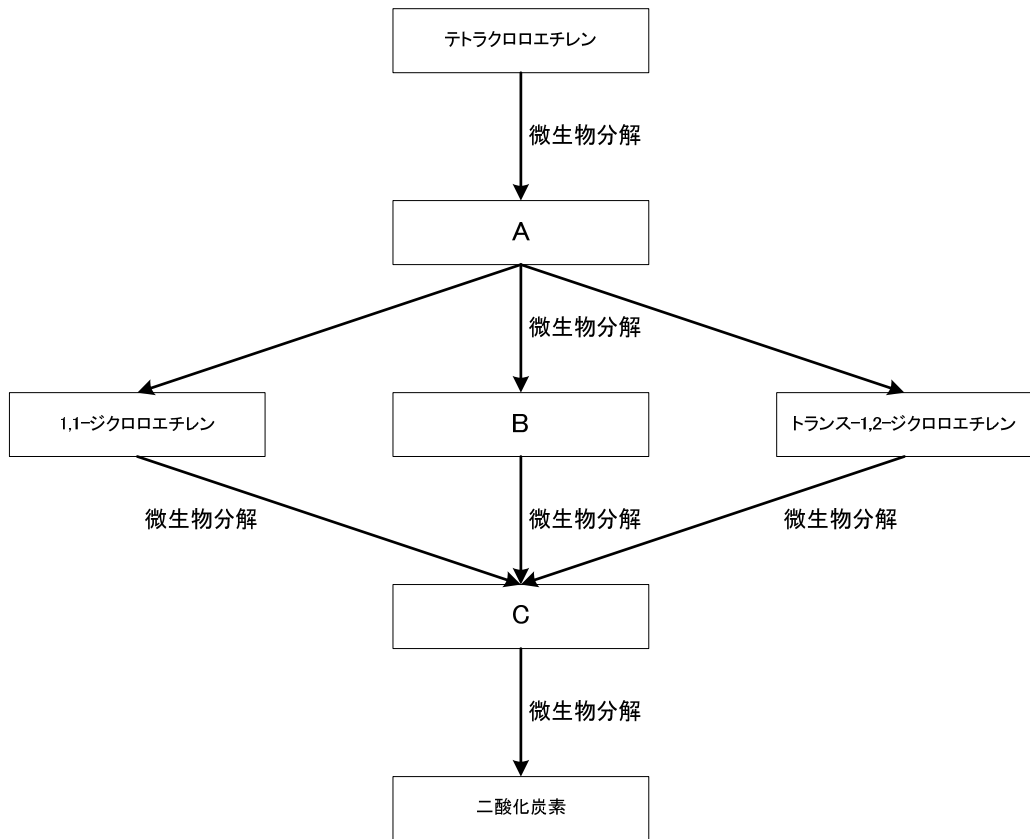 テトラクロロエチレン
微生物分解
A
微生物分解
1,1-ジクロロエチレン
B
トランス-1,2-ジクロロエチレン
微生物分解
微生物分解
微生物分解
C
微生物分解
二酸化炭素